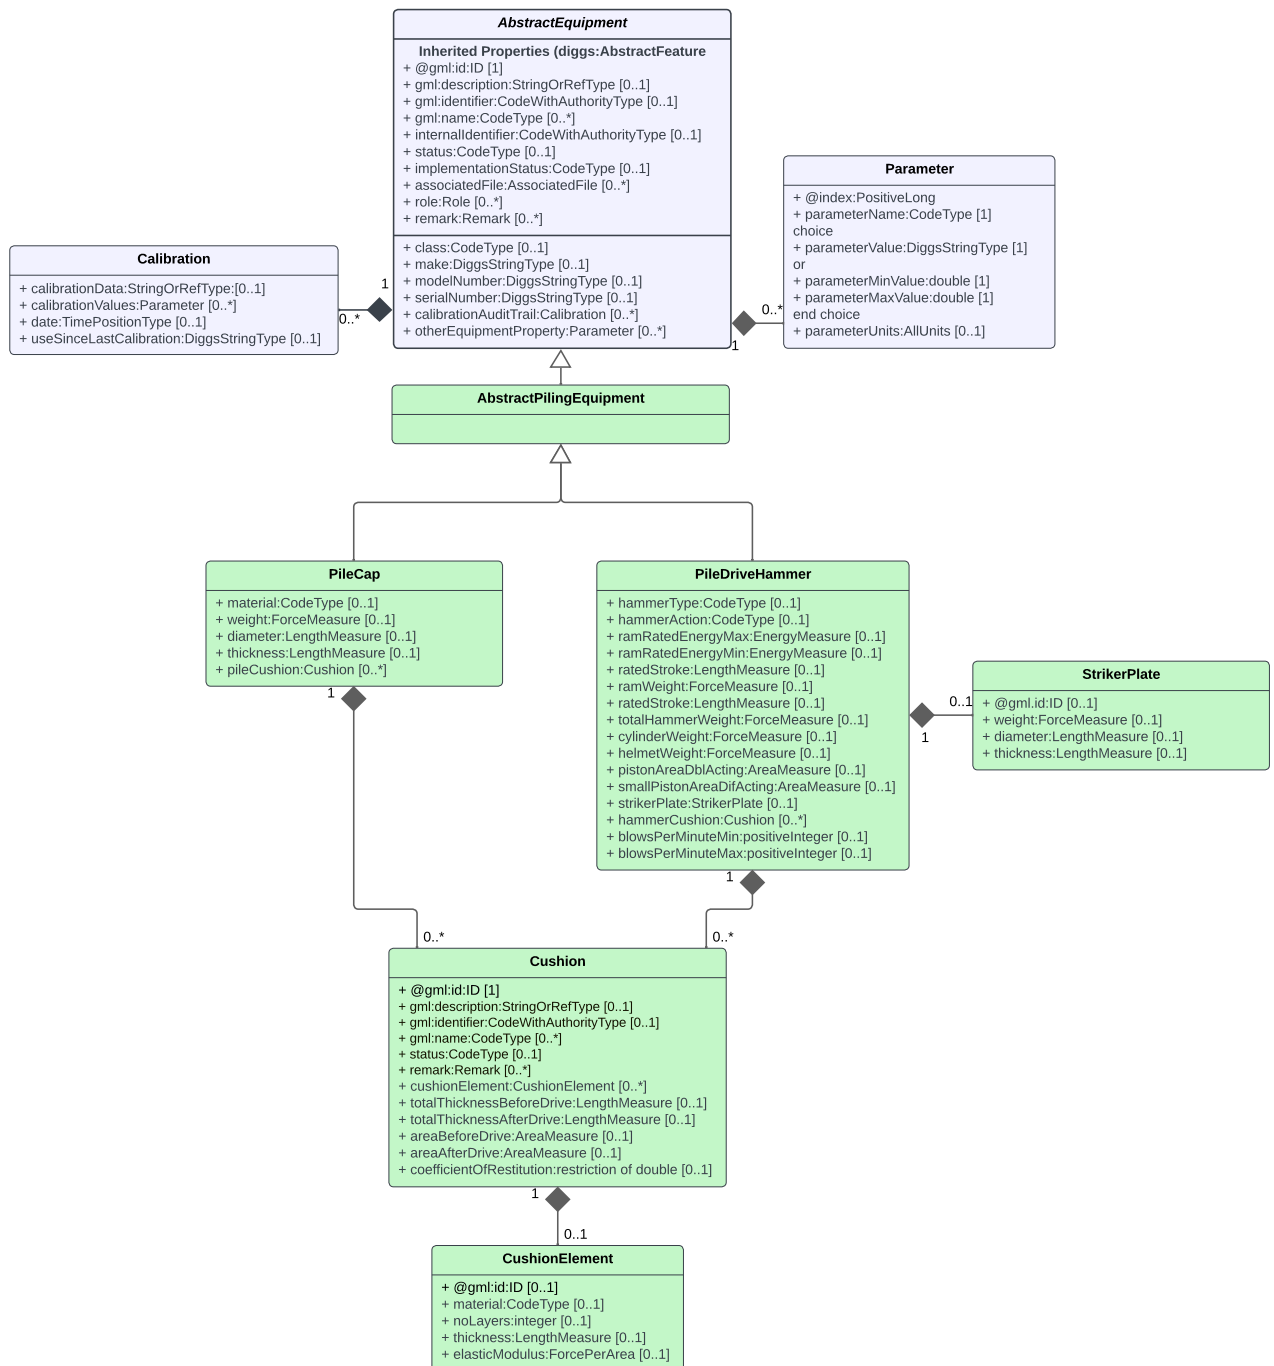 AbstractEquipment
Inherited Properties (diggs:AbstractFeature
+ @gml:id:ID [1]
+ gml:description:StringOrRefType [0..1]
+ gml:identifier:CodeWithAuthorityType [0..1]
+ gml:name:CodeType [0..*]
+ internalIdentifier:CodeWithAuthorityType [0..1]
+ status:CodeType [0..1]
+ implementationStatus:CodeType [0..1]
+ associatedFile:AssociatedFile [0..*]
+ role:Role [0..*]
+ remark:Remark [0..*]
+ class:CodeType [0..1]
+ make:DiggsStringType [0..1]
+ modelNumber:DiggsStringType [0..1]
+ serialNumber:DiggsStringType [0..1]
+ calibrationAuditTrail:Calibration [0..*]
+ otherEquipmentProperty:Parameter [0..*]
Parameter
+ @index:PositiveLong
+ parameterName:CodeType [1]
choice
+ parameterValue:DiggsStringType [1]
or
+ parameterMinValue:double [1]
+ parameterMaxValue:double [1]
end choice
+ parameterUnits:AllUnits [0..1]
0..*
1
Calibration
+ calibrationData:StringOrRefType:[0..1]
+ calibrationValues:Parameter [0..*]
+ date:TimePositionType [0..1]
+ useSinceLastCalibration:DiggsStringType [0..1]
1
0..*
AbstractPilingEquipment
PileCap
+ material:CodeType [0..1]
+ weight:ForceMeasure [0..1]
+ diameter:LengthMeasure [0..1]
+ thickness:LengthMeasure [0..1]
+ pileCushion:Cushion [0..*]
1
PileDriveHammer
+ hammerType:CodeType [0..1]
+ hammerAction:CodeType [0..1]
+ ramRatedEnergyMax:EnergyMeasure [0..1]
+ ramRatedEnergyMin:EnergyMeasure [0..1]
+ ratedStroke:LengthMeasure [0..1]
+ ramWeight:ForceMeasure [0..1]
+ ratedStroke:LengthMeasure [0..1]
+ totalHammerWeight:ForceMeasure [0..1]
+ cylinderWeight:ForceMeasure [0..1]
+ helmetWeight:ForceMeasure [0..1]
+ pistonAreaDblActing:AreaMeasure [0..1]
+ smallPistonAreaDifActing:AreaMeasure [0..1]
+ strikerPlate:StrikerPlate [0..1]
+ hammerCushion:Cushion [0..*]
+ blowsPerMinuteMin:positiveInteger [0..1]
+ blowsPerMinuteMax:positiveInteger [0..1]
0..1
1
StrikerPlate
+ @gml.id:ID [0..1]
+ weight:ForceMeasure [0..1]
+ diameter:LengthMeasure [0..1]
+ thickness:LengthMeasure [0..1]
1
0..*
0..*
Cushion
+ @gml:id:ID [1]
+ gml:description:StringOrRefType [0..1]
+ gml:identifier:CodeWithAuthorityType [0..1]
+ gml:name:CodeType [0..*]
+ status:CodeType [0..1]
+ remark:Remark [0..*]
+ cushionElement:CushionElement [0..*]
+ totalThicknessBeforeDrive:LengthMeasure [0..1]
+ totalThicknessAfterDrive:LengthMeasure [0..1]
+ areaBeforeDrive:AreaMeasure [0..1]
+ areaAfterDrive:AreaMeasure [0..1]
+ coefficientOfRestitution:restriction of double [0..1]
1
0..1
CushionElement
+ @gml:id:ID [0..1]
+ material:CodeType [0..1]
+ noLayers:integer [0..1]
+ thickness:LengthMeasure [0..1]
+ elasticModulus:ForcePerArea [0..1]